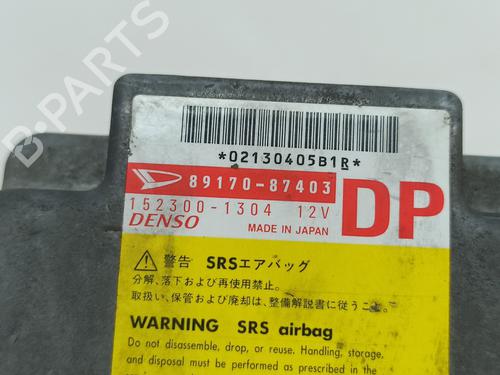 B-PARTS
*02130405B1R*
89170-87403
DP
152300-1304 12V
DENSO
MADE IN JAPAN
警告 SRSエアバッグ
分解、落下および再使用禁止。
取扱い、保管および廃却は、整備解説書に従うこと。
WARNING SRS airbag
Do not disassemble, drop, or reuse. Handling, storage,
and disposal must be performed as prescribed in the